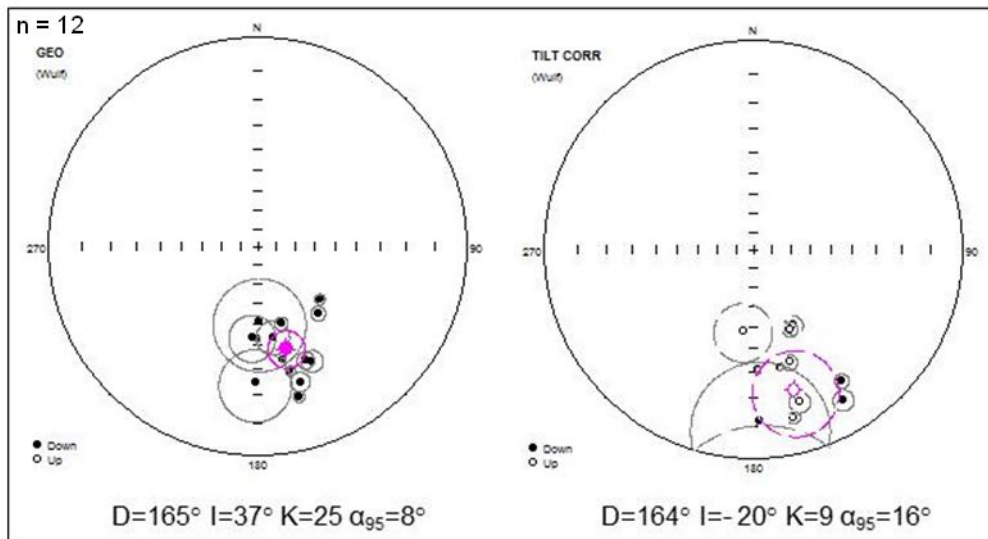 n = 12
GEO
(Wulf)
N
270
90
180
Down
Up
D=165° I=37° K=25 α₉₅=8°
TILT CORR
(Wulf)
N
270
90
180
Down
Up
D=164° I=-20° K=9 α₉₅=16°